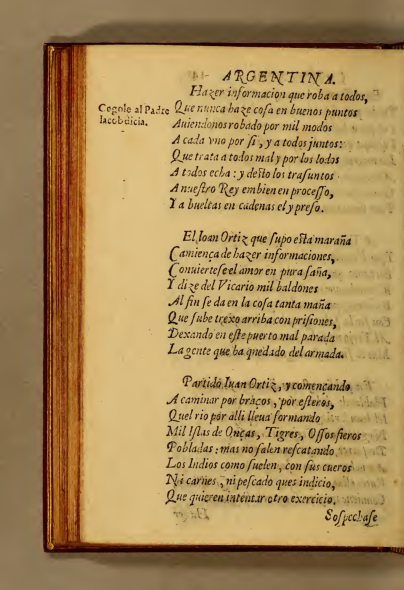 ARGENTINA.
Hazer informacion que roba a todos,
Cogole al Padre
Iacob dicia.
Que nunca haze cosa en buenos puntos
Auiendonos robado por mil modos
A cada vno por si, y a todos juntos:
Que trata a todos mal y por los lodos
A todos echa: y desto los trasuntos
A nuestro Rey embien en processo,
Y a bueltas en cadenas el y preso.
El Ioan Ortiz que supo esta maraña
Camiença de hazer informaciones,
Conuiertese el amor en pura saña,
Y dize del Vicario mil baldones
Al fin se da en la cosa tanta maña
Que sube trexo arriba con prisiones,
Dexando en este puerto mal parada
La gente que ha quedado del armada.
Partido Iuan Ortiz, y començando
A caminar por braços, por esteros,
Quel rio por alli lleua formando
Mil Islas de Onças, Tigres, Ossos fieros
Pobladas: mas no salen rescatando
Los Indios como suelen, con sus cueros
Ni carnes, ni pescado ques indicio,
Que quieren intentar otro exercicio.
Sospechase